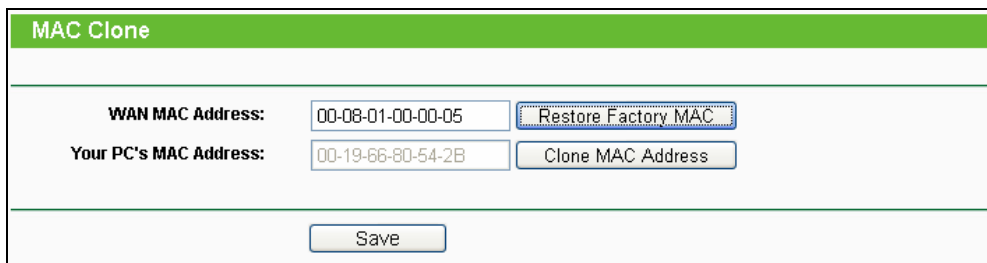 MAC Clone
WAN MAC Address: 00-08-01-00-00-05 Restore Factory MAC
Your PC's MAC Address: 00-19-66-80-54-2B Clone MAC Address
Save